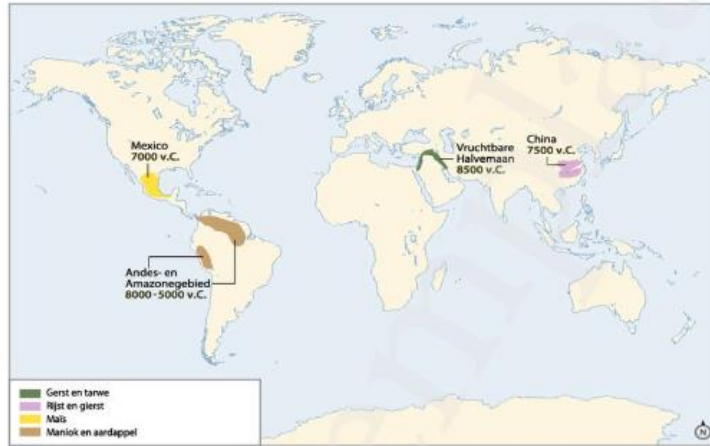 Mexico
7000 v.C.
Vruchtbare
Halvemaan
8500 v.C.
China
7500 v.C.
Andes- en
Amazonegebied
8000-5000 v.C.
Gerst en tarwe
Rijst en gierst
Maïs
Maniok en aardappel
N